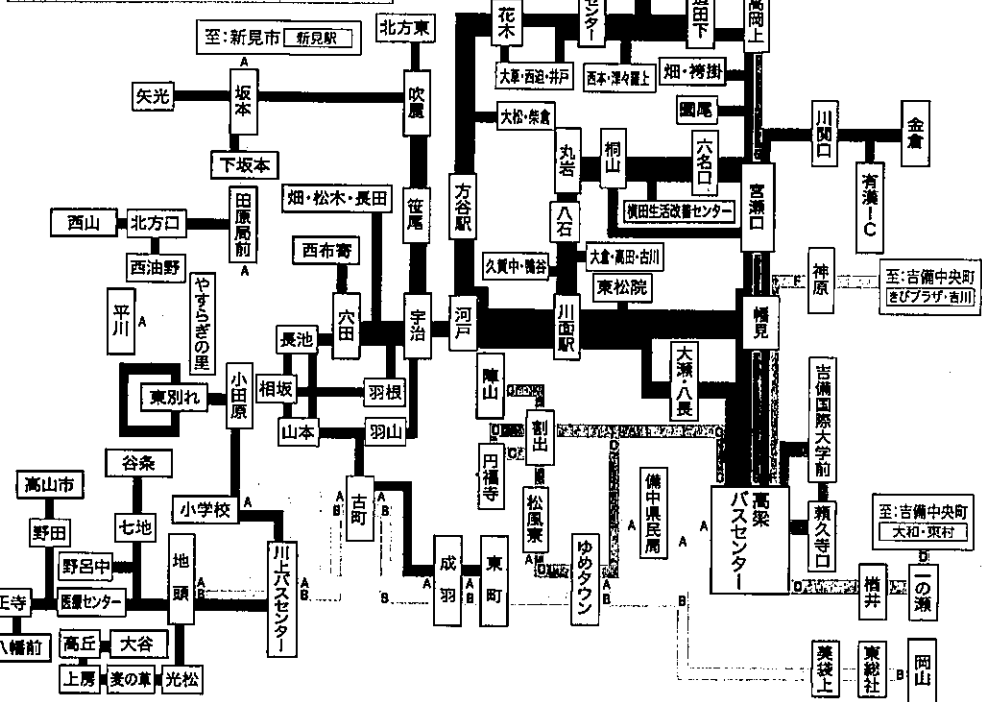 花木
センター
高岡上
北方東
至:新見市 新見駅
A
大草・西迫・井戸
西本・津々羅上
畑・袴掛
矢光
坂本
吹屋
大松・柴倉
園尾
川関口
金倉
下坂本
丸岩
桐山
六名口
有漢IC
畑・松木・長田
方谷駅
宮瀬口
横田生活改善センター
西山
北方口
田原局前
笹尾
八石
西油野
A
西布寄
久賀中・鴨谷
大倉・高田・古川
神原
至:吉備中央町
きびプラザ・吉川
やすらぎの里
東松院
平川
A
長池
穴田
宇治
河戸
川面駅
幡見
小田原
大瀬・八長
東別れ
相坂
羽根
陣山
D
吉備国際大学前
山本
羽山
割出
D
D
D
円福寺
谷条
高山市
備中県民局
小学校
A
A
B
古町
A
B
松風寮
A
A
高梁バスセンター
頼久寺口
至:吉備中央町
大和・東村
野田
七地
D
野呂中
地頭
川上バスセンター
成羽
東町
ゆめタウン
D
正寺
医療センター
A
B
A
B
B
A
B
A
B
A
B
B
D
楢井
D
一の瀬
八幡前
高丘
大谷
上房
麦の草
光松
美袋上
東総社
B
岡山